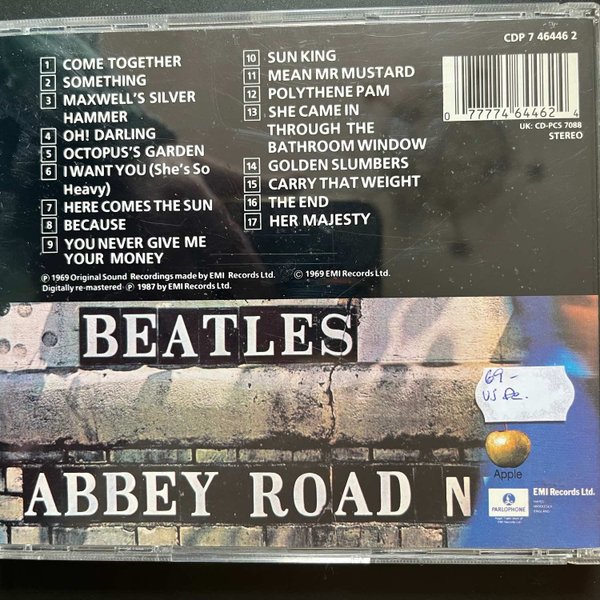 CDP 7 46446 2
1 COME TOGETHER
2 SOMETHING
3 MAXWELL'S SILVER
HAMMER
4 OH! DARLING
5 OCTOPUS'S GARDEN
6 I WANT YOU (She's So
Heavy)
7 HERE COMES THE SUN
8 BECAUSE
9 YOU NEVER GIVE ME
YOUR MONEY
10 SUN KING
11 MEAN MR MUSTARD
12 POLYTHENE PAM
13 SHE CAME IN
THROUGH THE
BATHROOM WINDOW
14 GOLDEN SLUMBERS
15 CARRY THAT WEIGHT
16 THE END
17 HER MAJESTY
0 77774 64462 4
UK: CD-PCS 7088
STEREO
Ⓟ 1969 Original Sound Recordings made by EMI Records Ltd. © 1969 EMI Records Ltd.
Digitally re-mastered Ⓟ 1987 by EMI Records Ltd.
BEATLES
69-
US
ABBEY ROAD N
Apple
PARLOPHONE
EMI Records Ltd.